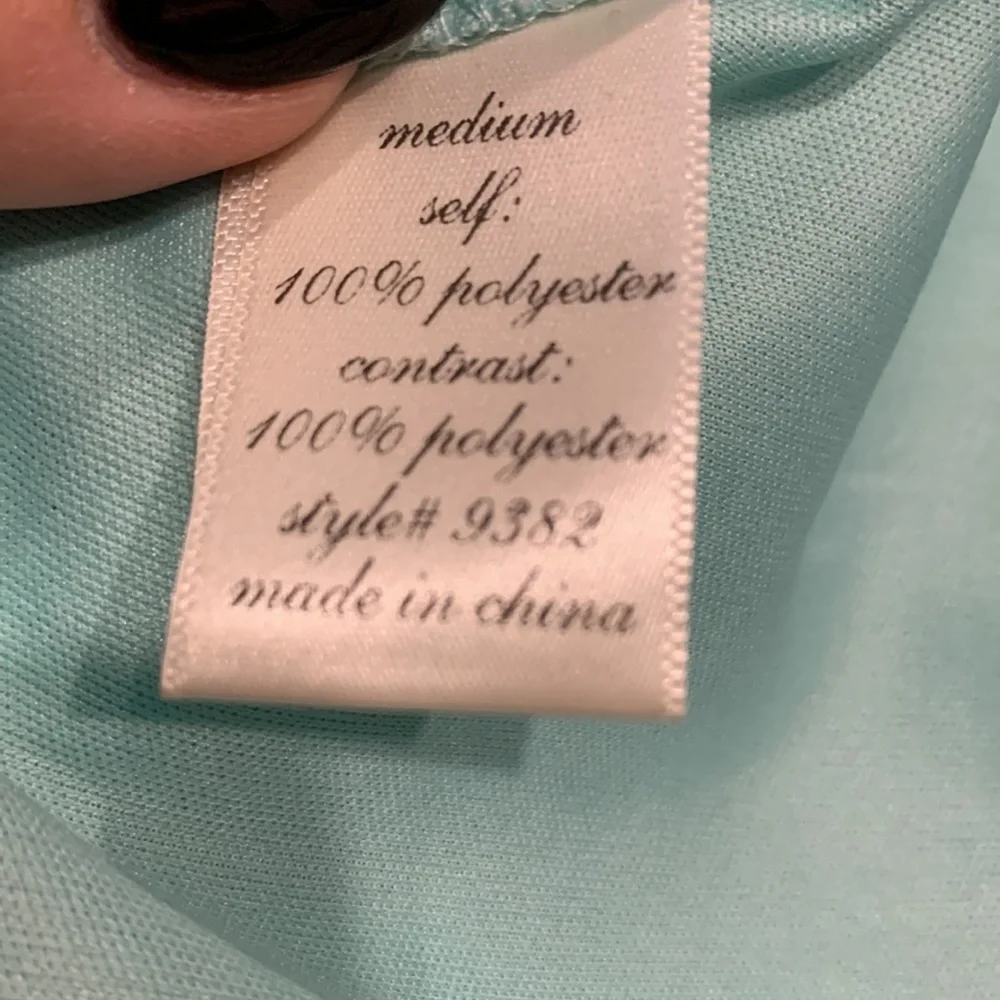 medium
self:
100% polyester
contrast:
100% polyester
style# 9382
made in china